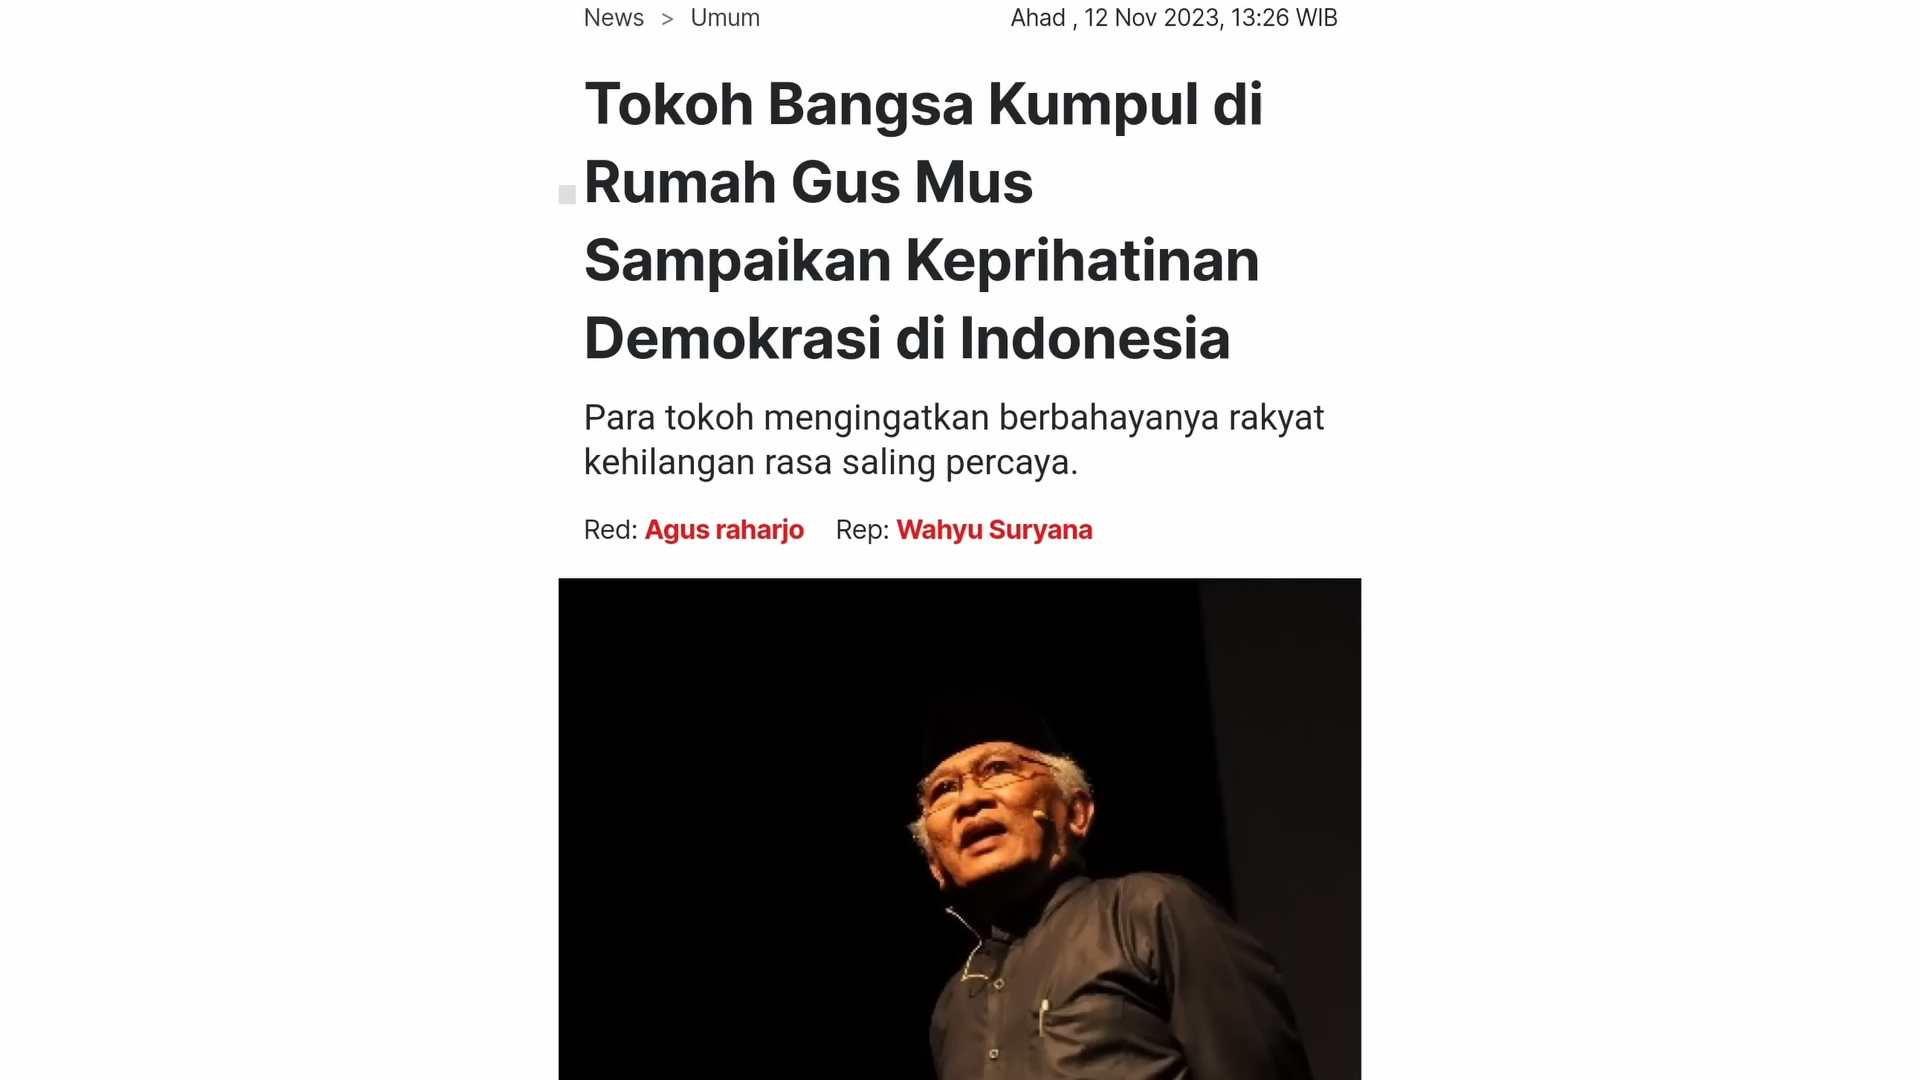 News > Umum
Ahad , 12 Nov 2023, 13:26 WIB
Tokoh Bangsa Kumpul di
Rumah Gus Mus
Sampaikan Keprihatinan
Demokrasi di Indonesia
Para tokoh mengingatkan berbahayanya rakyat
kehilangan rasa saling percaya.
Red: Agus raharjo Rep: Wahyu Suryana